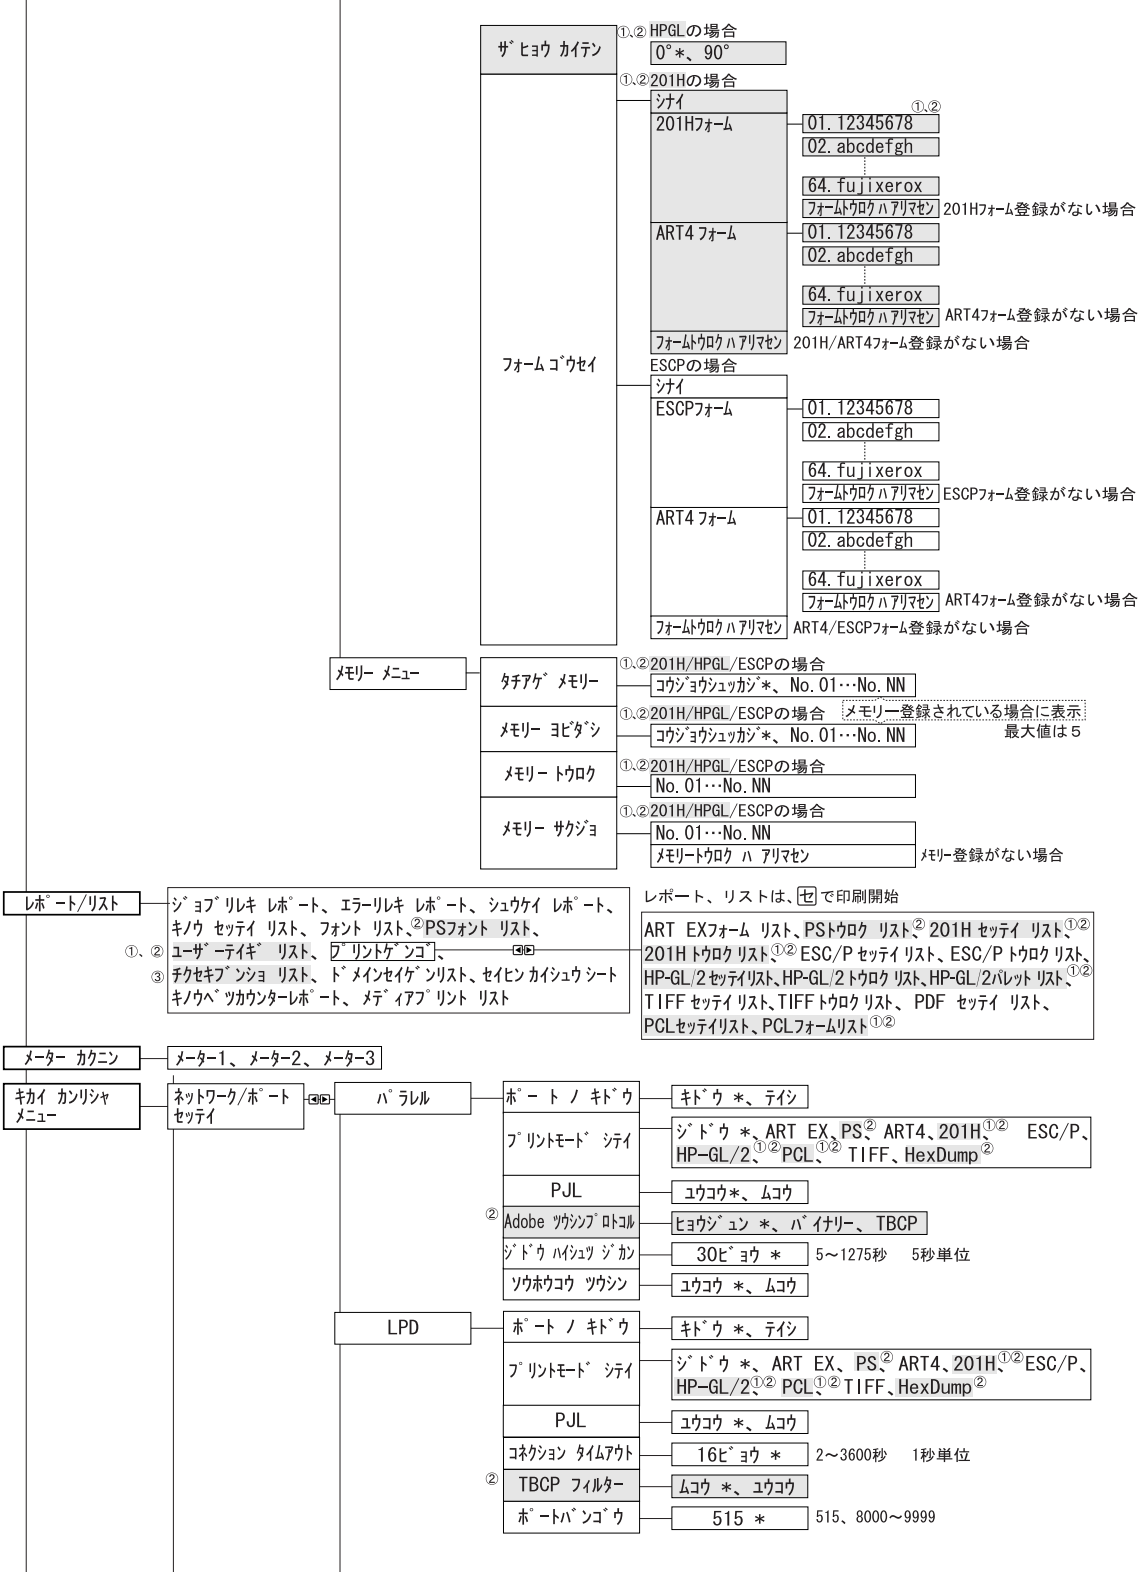 ザヒョウ カイテン
①、② HPGLの場合
0°*、90°
フォーム ゴウセイ
①、②201Hの場合
シナイ
201Hフォーム
①、②
01. 12345678
02. abcdefgh
64. fujixerox
フォームトウロク ハ アリマセン 201Hフォーム登録がない場合
ART4 フォーム
01. 12345678
02. abcdefgh
64. fujixerox
フォームトウロク ハ アリマセン ART4フォーム登録がない場合
フォームトウロク ハ アリマセン 201H/ART4フォーム登録がない場合
ESCPの場合
シナイ
ESCPフォーム
01. 12345678
02. abcdefgh
64. fujixerox
フォームトウロク ハ アリマセン ESCPフォーム登録がない場合
ART4 フォーム
01. 12345678
02. abcdefgh
64. fujixerox
フォームトウロク ハ アリマセン ART4フォーム登録がない場合
フォームトウロク ハ アリマセン ART4/ESCPフォーム登録がない場合
メモリー メニュー
タチアゲ メモリー
①、②201H/HPGL/ESCPの場合
コウジョウシュッカジ*、No. 01…No. NN
メモリー ヨビダシ
①、②201H/HPGL/ESCPの場合
メモリー登録されている場合に表示
最大値は5
コウジョウシュッカジ*、No. 01…No. NN
メモリー トウロク
①、②201H/HPGL/ESCPの場合
No. 01…No. NN
メモリー サクジョ
①、②201H/HPGL/ESCPの場合
No. 01…No. NN
メモリートウロク ハ アリマセン メモリー登録がない場合
レポート/リスト
ジョブリレキ レポート、エラーリレキ レポート、シュウケイ レポート、
キノウ セッテイ リスト、フォント リスト、②PSフォント リスト、
①、② ユーザーテイギ リスト、プリントゲンゴ、
③ チクセキブンショ リスト、ドメインセイゲンリスト、セイヒン カイシュウ シート
キノウベツカウンターレポート、メディアプリント リスト
レポート、リストは、セで印刷開始
ART EXフォーム リスト、PSトウロク リスト、② 201H セッテイ リスト、①②
201H トウロク リスト、①② ESC/P セッテイ リスト、ESC/P トウロク リスト、
HP-GL/2 セッテイリスト、HP-GL/2 トウロク リスト、HP-GL/2パレット リスト、①②
TIFF セッテイ リスト、TIFF トウロク リスト、 PDF セッテイ リスト、
PCLセッテイリスト、PCLフォームリスト①②
メーター カクニン
メーター1、メーター2、メーター3
キカイ カンリシャ
メニュー
ネットワーク/ポート
セッテイ
パラレル
ポート ノ キドウ
キドウ *、テイシ
プリントモード シテイ
ジドウ *、ART EX、PS、② ART4、201H、①② ESC/P、
HP-GL/2、①②PCL、①② TIFF、HexDump②
PJL
ユウコウ*、ムコウ
② Adobe ツウシンプロトコル
ヒョウジュン *、バイナリー、TBCP
ジドウ ハイシュツ ジカン
30ビョウ * 5〜1275秒 5秒単位
ソウホウコウ ツウシン
ユウコウ *、ムコウ
LPD
ポート ノ キドウ
キドウ *、テイシ
プリントモード シテイ
ジドウ *、ART EX、PS、② ART4、201H、①②ESC/P、
HP-GL/2、①② PCL、①② TIFF、HexDump②
PJL
ユウコウ *、ムコウ
コネクション タイムアウト
16ビョウ * 2〜3600秒 1秒単位
② TBCP フィルター
ムコウ *、ユウコウ
ポートバンゴウ
515 * 515、8000〜9999